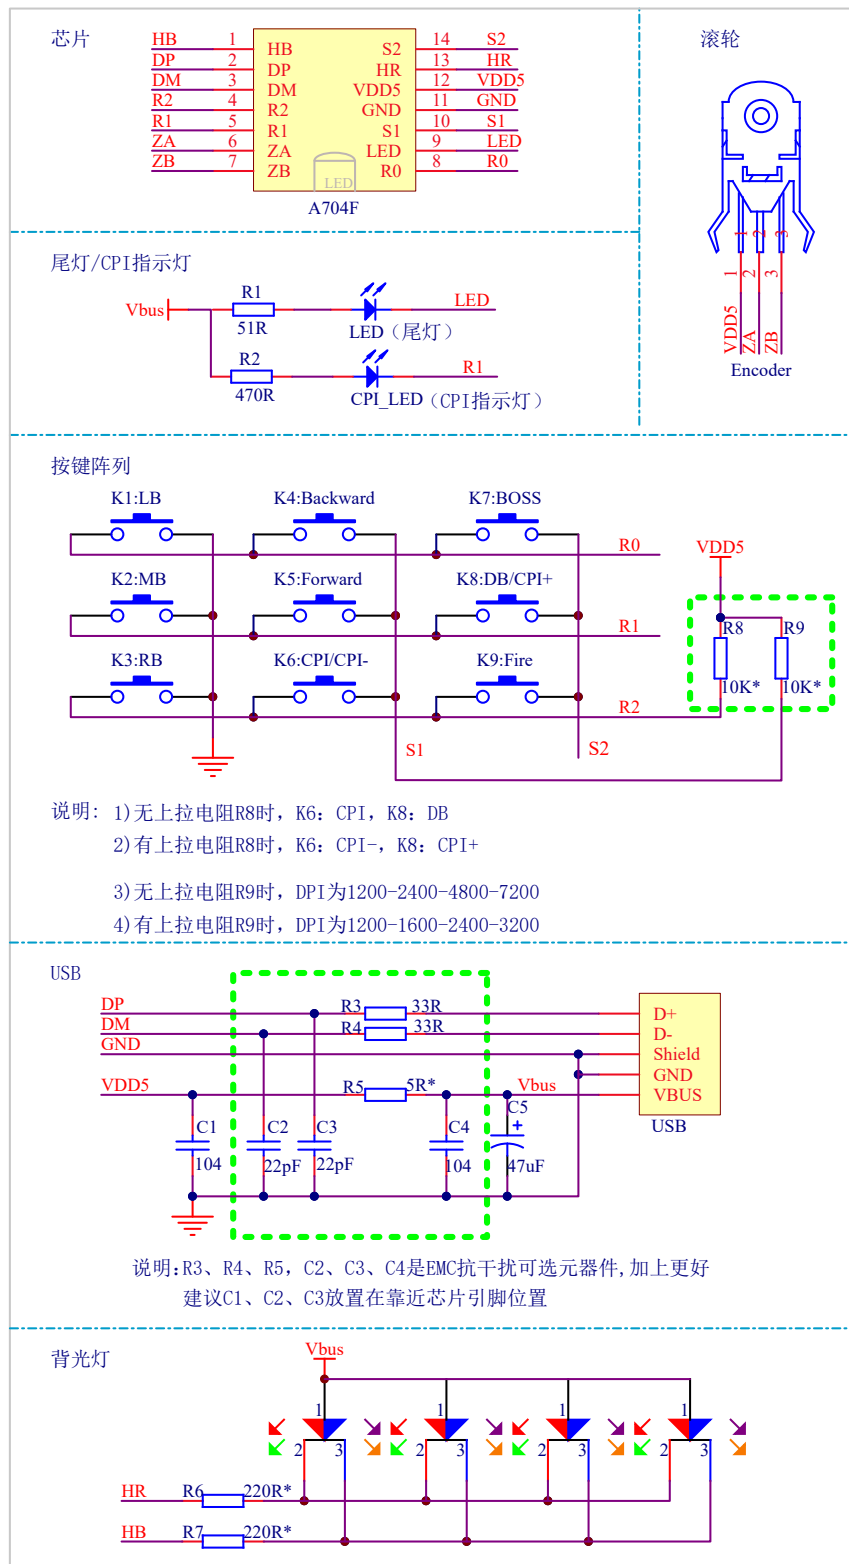 芯片
滚轮
HB 1 HB S2 14 S2
DP 2 DP HR 13 HR
DM 3 DM VDD5 12 VDD5
R2 4 R2 GND 11 GND
R1 5 R1 S1 10 S1
ZA 6 ZA LED 9 LED
ZB 7 ZB R0 8 R0
LED
A704F
1 2 3
1 2 3
VDD5 ZA ZB
Encoder
尾灯/CPI指示灯
Vbus
R1
51R
LED(尾灯)
LED
R2
470R
CPI_LED(CPI指示灯)
R1
按键阵列
K1:LB K4:Backward K7:BOSS
R0
VDD5
K2:MB K5:Forward K8:DB/CPI+
R1
R8 R9
K3:RB K6:CPI/CPI- K9:Fire
10K* 10K*
R2
S1 S2
说明: 1)无上拉电阻R8时, K6: CPI, K8: DB
2)有上拉电阻R8时, K6: CPI-, K8: CPI+
3)无上拉电阻R9时, DPI为1200-2400-4800-7200
4)有上拉电阻R9时, DPI为1200-1600-2400-3200
USB
DP R3 33R D+
DM R4 33R D-
GND Shield
GND
VDD5 R5 5R* Vbus VBUS
USB
C1 C2 C3 C4 C5
+
104 22pF 22pF 104 47uF
说明:R3、R4、R5, C2、C3、C4是EMC抗干扰可选元器件,加上更好
建议C1、C2、C3放置在靠近芯片引脚位置
背光灯
Vbus
1 1 1 1
2 3 2 3 2 3 2 3
HR R6 220R*
HB R7 220R*